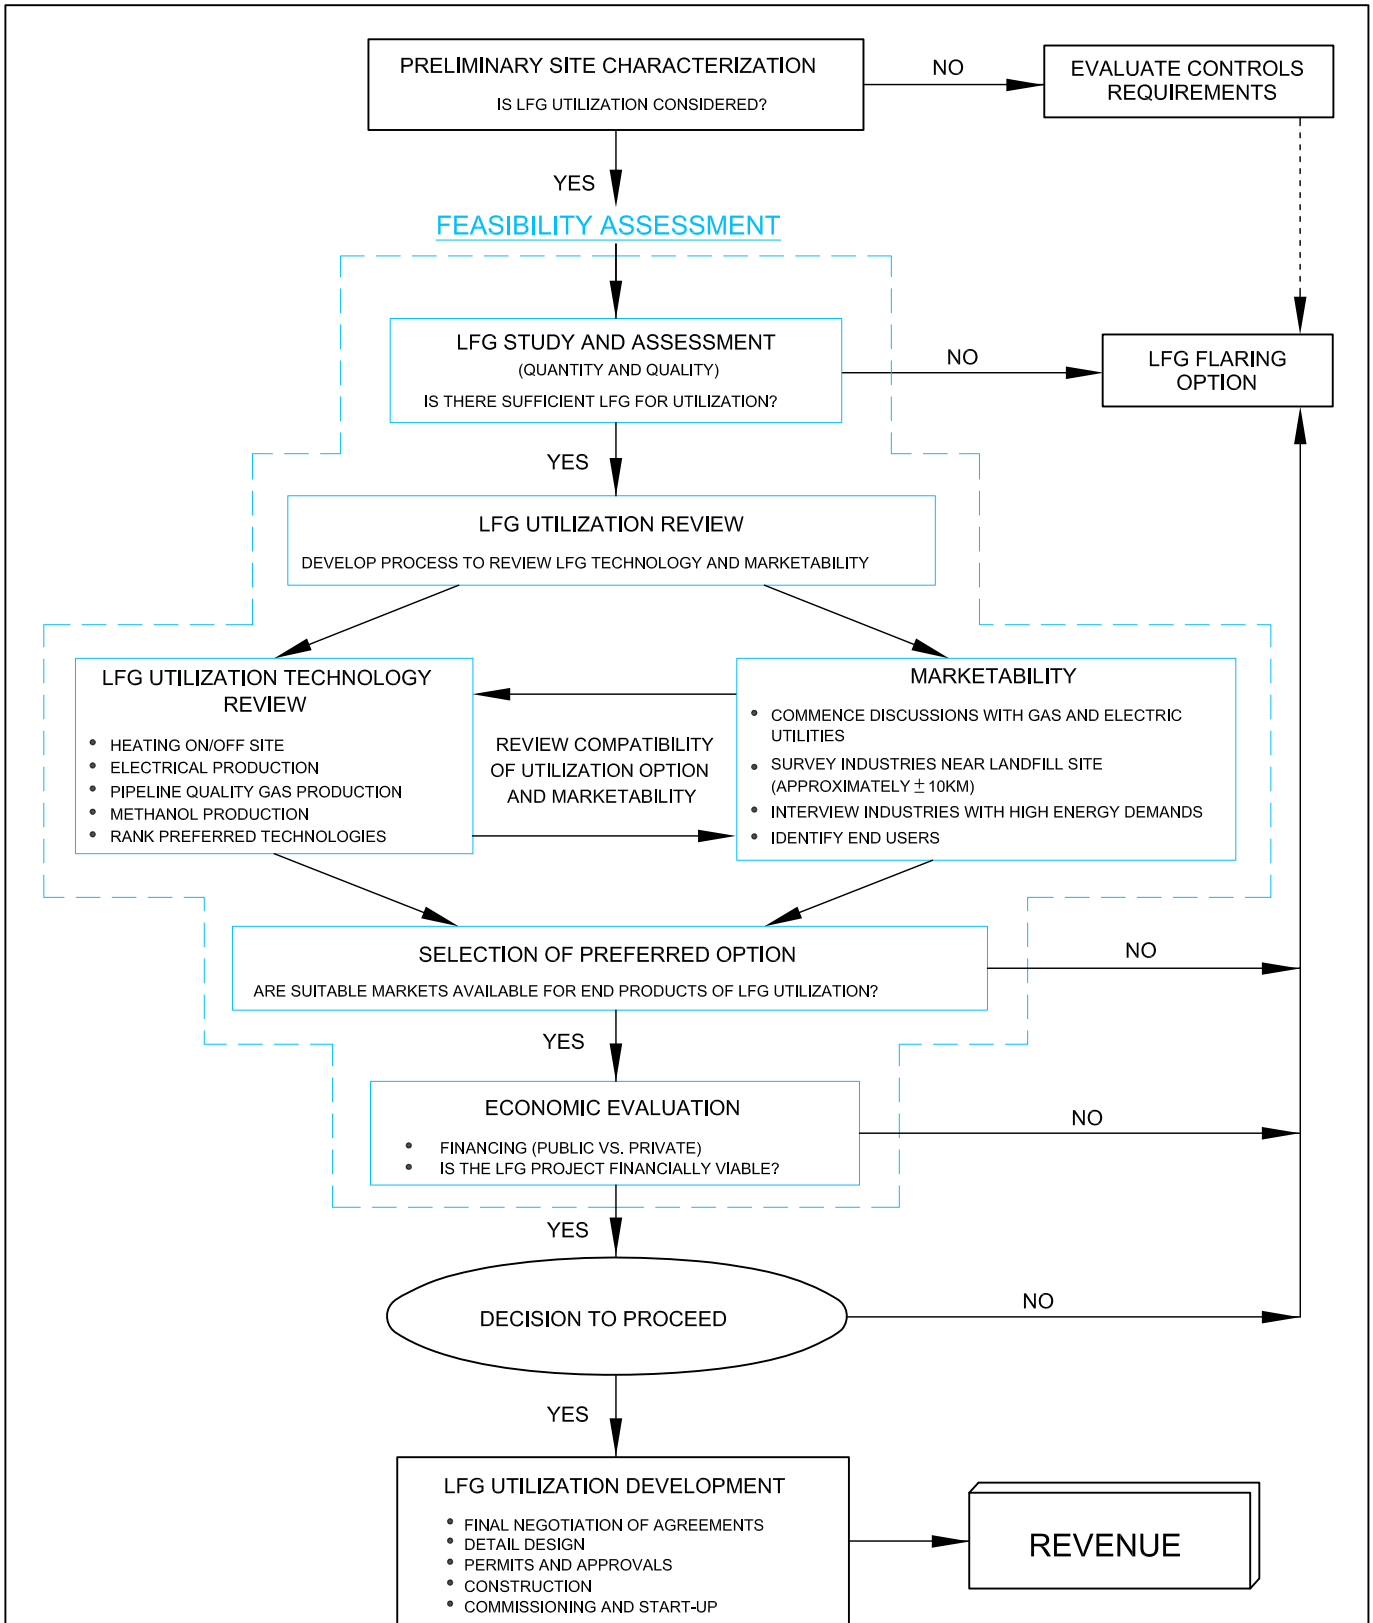 PRELIMINARY SITE CHARACTERIZATION
IS LFG UTILIZATION CONSIDERED?
NO
EVALUATE CONTROLS
REQUIREMENTS
YES
FEASIBILITY ASSESSMENT
LFG STUDY AND ASSESSMENT
(QUANTITY AND QUALITY)
IS THERE SUFFICIENT LFG FOR UTILIZATION?
NO
LFG FLARING
OPTION
YES
LFG UTILIZATION REVIEW
DEVELOP PROCESS TO REVIEW LFG TECHNOLOGY AND MARKETABILITY
LFG UTILIZATION TECHNOLOGY
REVIEW
• HEATING ON/OFF SITE
• ELECTRICAL PRODUCTION
• PIPELINE QUALITY GAS PRODUCTION
• METHANOL PRODUCTION
• RANK PREFERRED TECHNOLOGIES
REVIEW COMPATIBILITY
OF UTILIZATION OPTION
AND MARKETABILITY
MARKETABILITY
• COMMENCE DISCUSSIONS WITH GAS AND ELECTRIC
UTILITIES
• SURVEY INDUSTRIES NEAR LANDFILL SITE
(APPROXIMATELY ± 10KM)
• INTERVIEW INDUSTRIES WITH HIGH ENERGY DEMANDS
• IDENTIFY END USERS
SELECTION OF PREFERRED OPTION
ARE SUITABLE MARKETS AVAILABLE FOR END PRODUCTS OF LFG UTILIZATION?
NO
YES
ECONOMIC EVALUATION
• FINANCING (PUBLIC VS. PRIVATE)
• IS THE LFG PROJECT FINANCIALLY VIABLE?
NO
YES
DECISION TO PROCEED
NO
YES
LFG UTILIZATION DEVELOPMENT
• FINAL NEGOTIATION OF AGREEMENTS
• DETAIL DESIGN
• PERMITS AND APPROVALS
• CONSTRUCTION
• COMMISSIONING AND START-UP
REVENUE